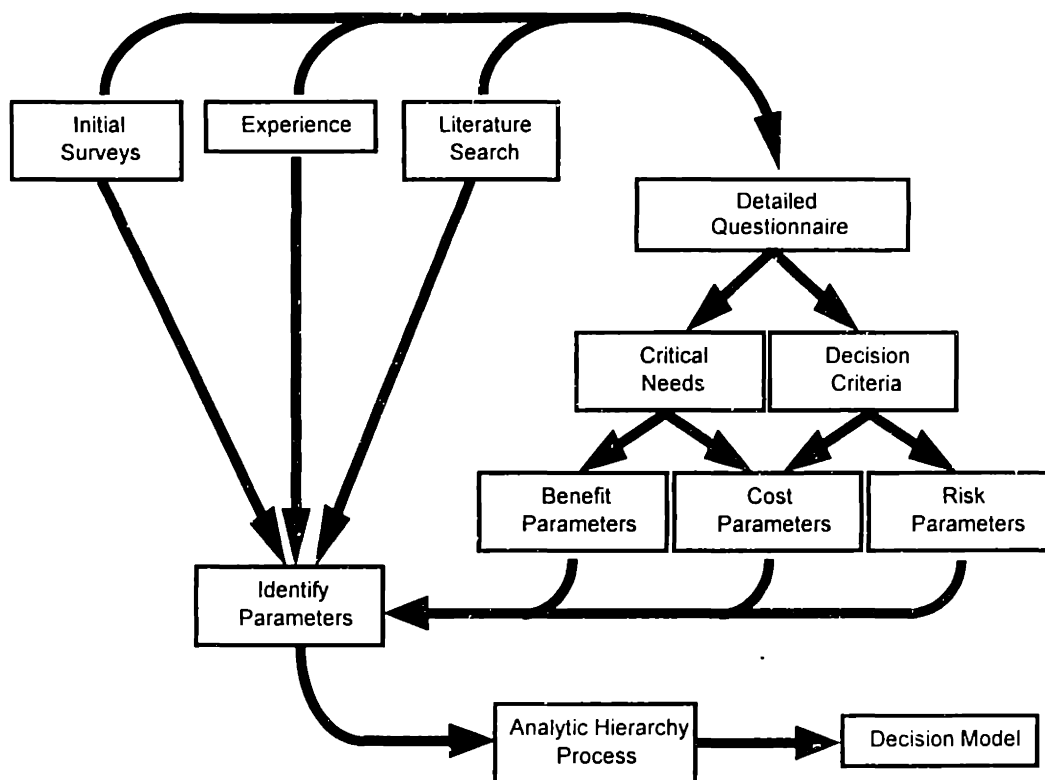 Initial
Surveys
Experience
Literature
Search
Detailed
Questionnaire
Critical
Needs
Decision
Criteria
Benefit
Parameters
Cost
Parameters
Risk
Parameters
Identify
Parameters
Analytic Hierarchy
Process
Decision Model